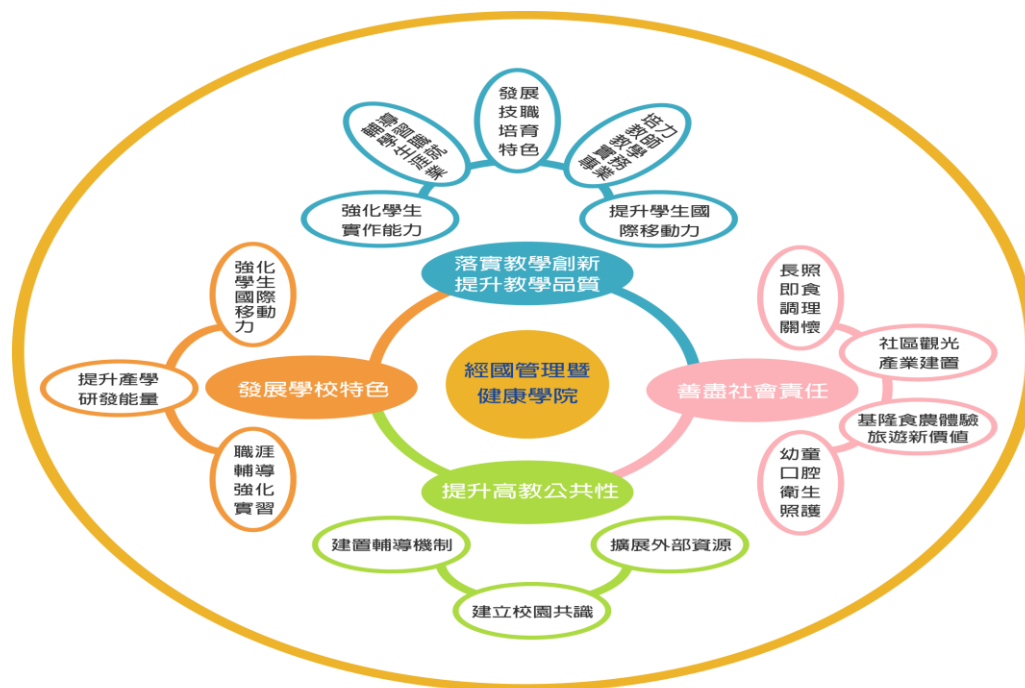 發展
技職
培育
特色
培力
教師
教學
實務
專業
強化學生
實作能力
提升學生國
際移動力
落實教學創新
提升教學品質
強化
學生
國際
移動
力
長照
即食
調理
關懷
社區觀光
產業建置
提升產學
研發能量
發展學校特色
經國管理暨
健康學院
善盡社會責任
基隆食農體驗
旅遊新價值
職涯
輔導
強化
實習
幼童
口腔
衛生
照護
提升高教公共性
建置輔導機制
擴展外部資源
建立校園共識